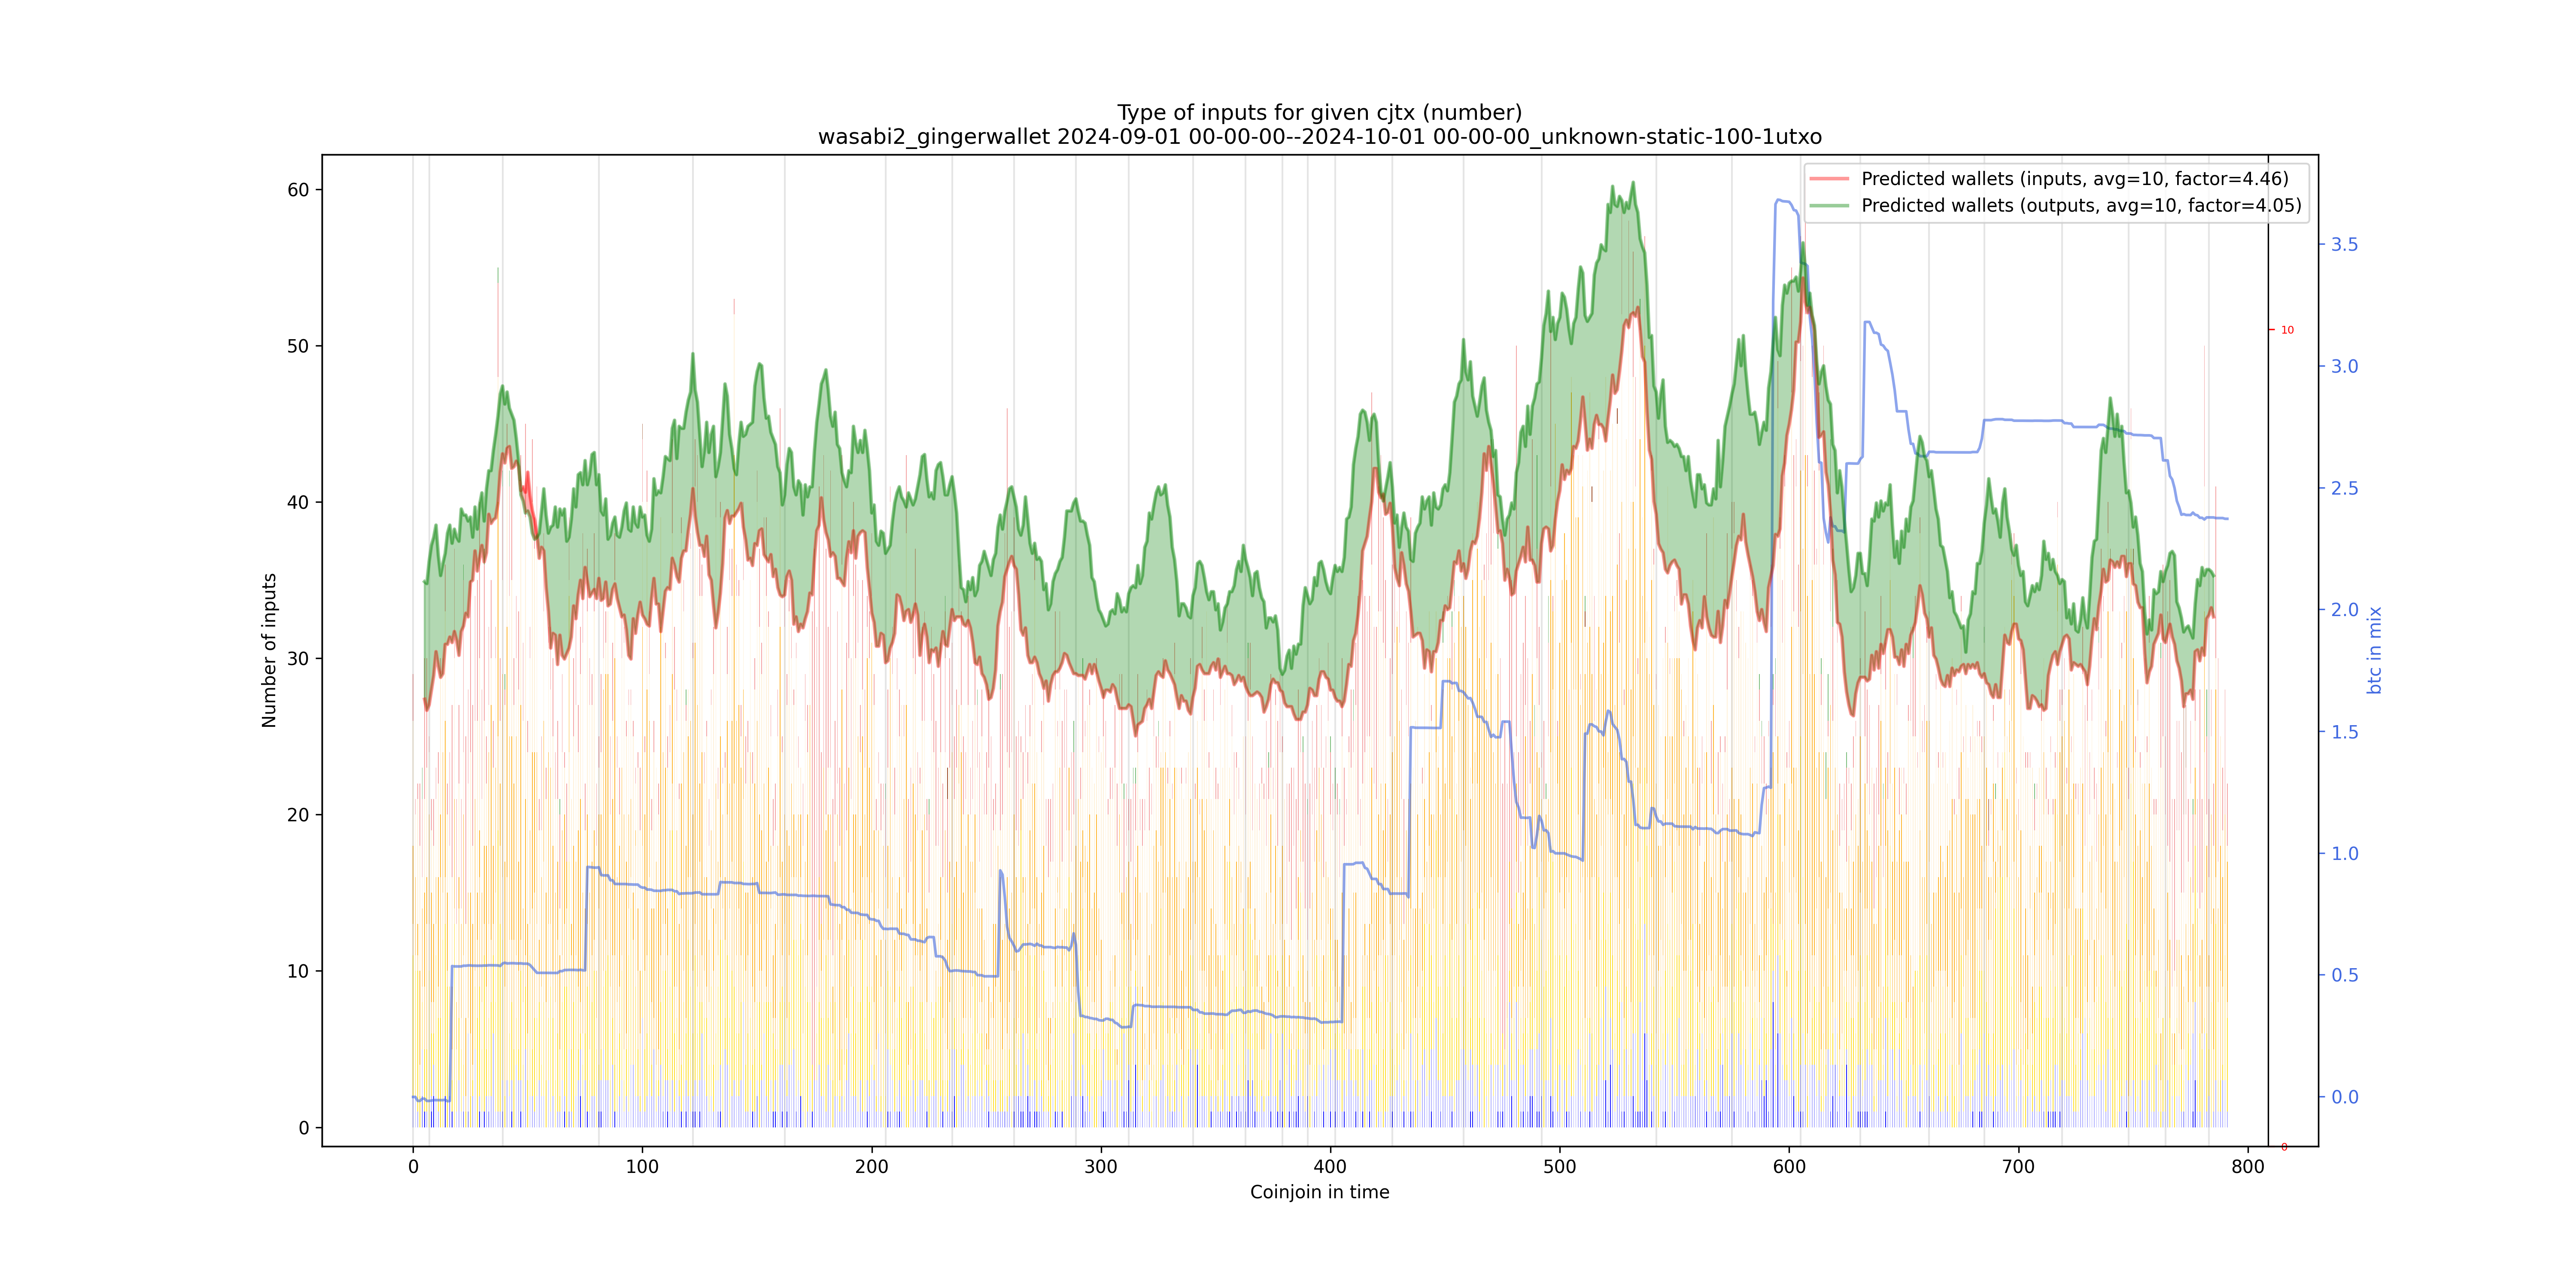 Type of inputs for given cjtx (number)
wasabi2_gingerwallet 2024-09-01 00-00-00--2024-10-01 00-00-00_unknown-static-100-1utxo
Predicted wallets (inputs, avg=10, factor=4.46)
Predicted wallets (outputs, avg=10, factor=4.05)
Number of inputs
60
50
40
30
20
10
0
0 100 200 300 400 500 600 700 800
Coinjoin in time
10
0
3.5
3.0
2.5
2.0
1.5
1.0
0.5
0.0
btc in mix